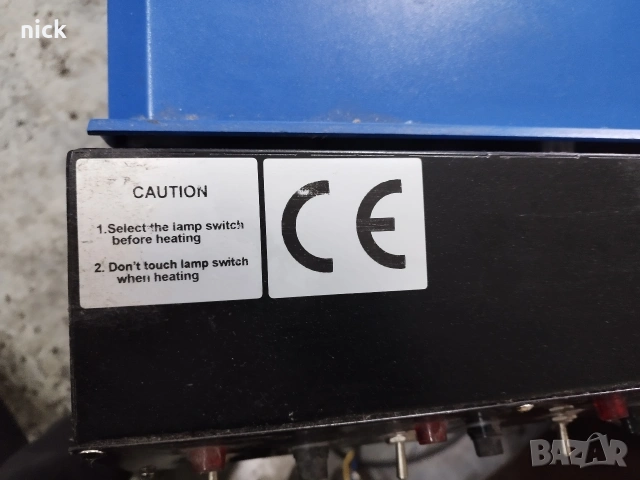 nick
CAUTION
1.Select the lamp switch
before heating
2. Don't touch lamp switch
when heating
CE
BAZAR